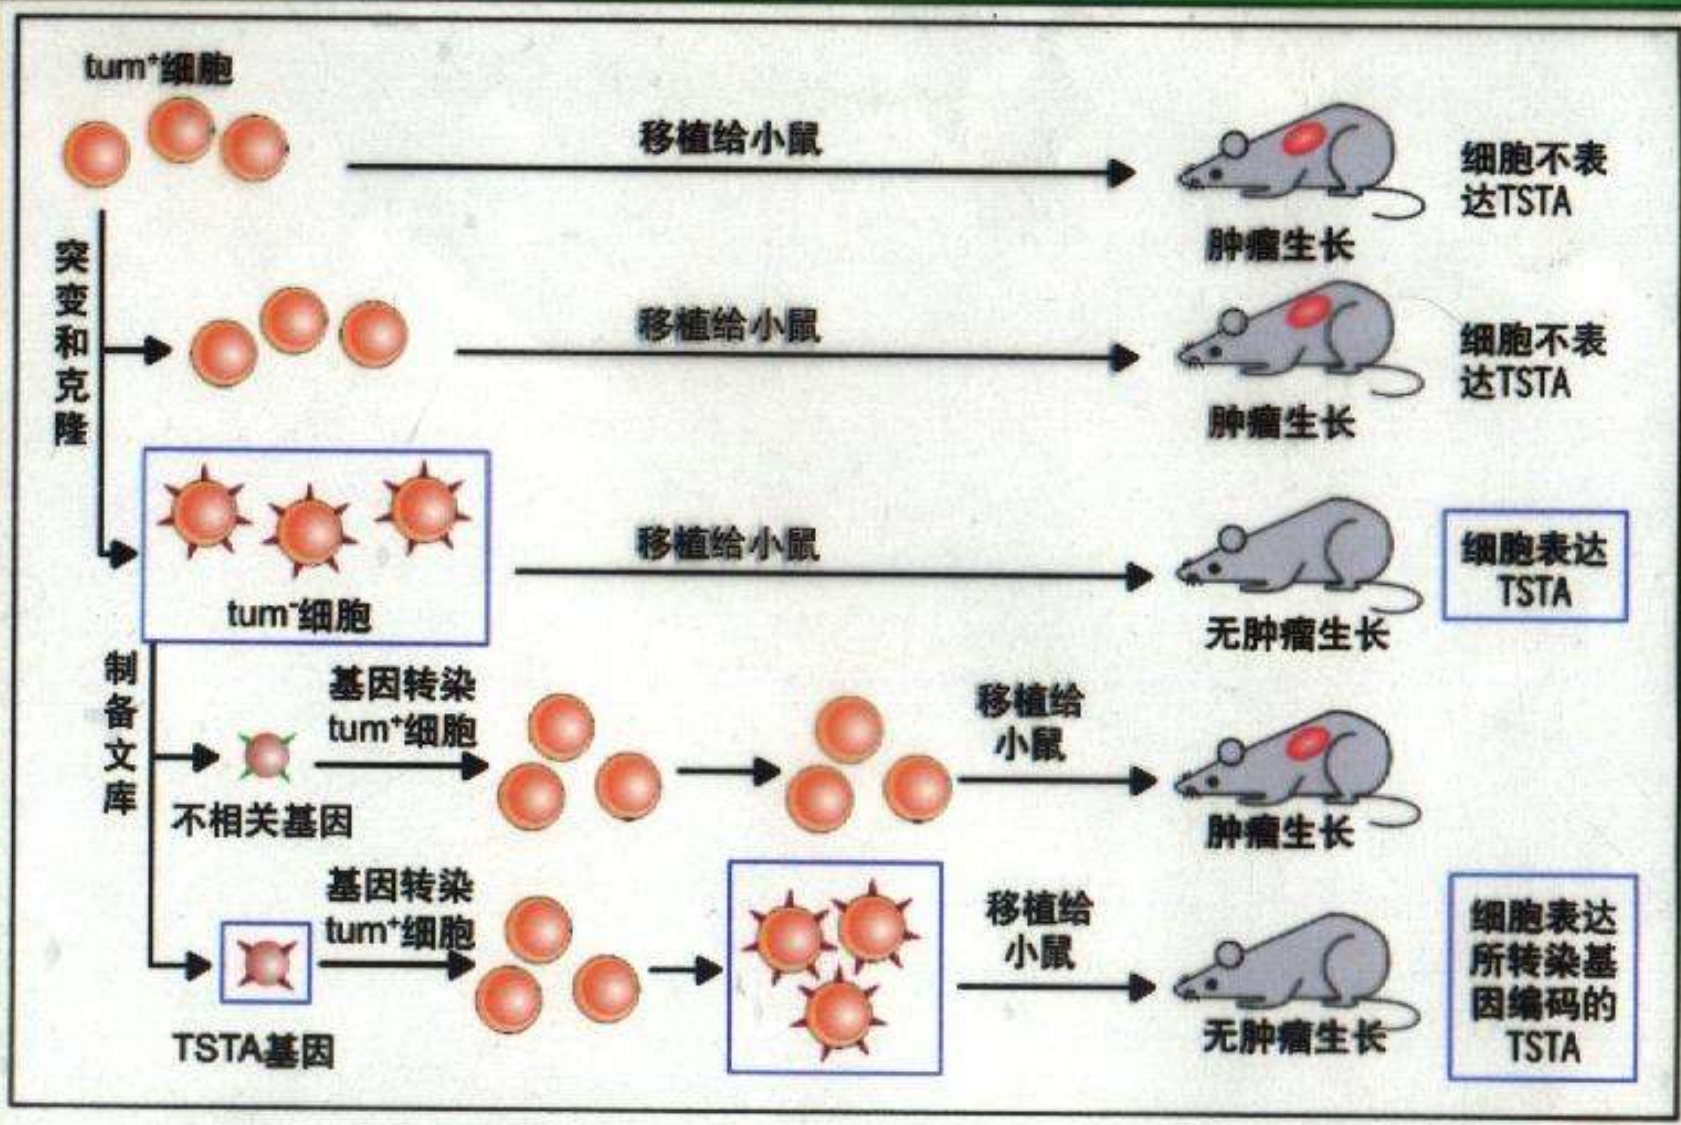 tum⁺细胞
移植给小鼠
细胞不表
达TSTA
肿瘤生长
突变和克隆
移植给小鼠
细胞不表
达TSTA
肿瘤生长
tum⁻细胞
移植给小鼠
细胞表达
TSTA
无肿瘤生长
制备文库
基因转染
tum⁺细胞
移植给
小鼠
不相关基因
肿瘤生长
基因转染
tum⁺细胞
移植给
小鼠
TSTA基因
无肿瘤生长
细胞表达
所转染基
因编码的
TSTA